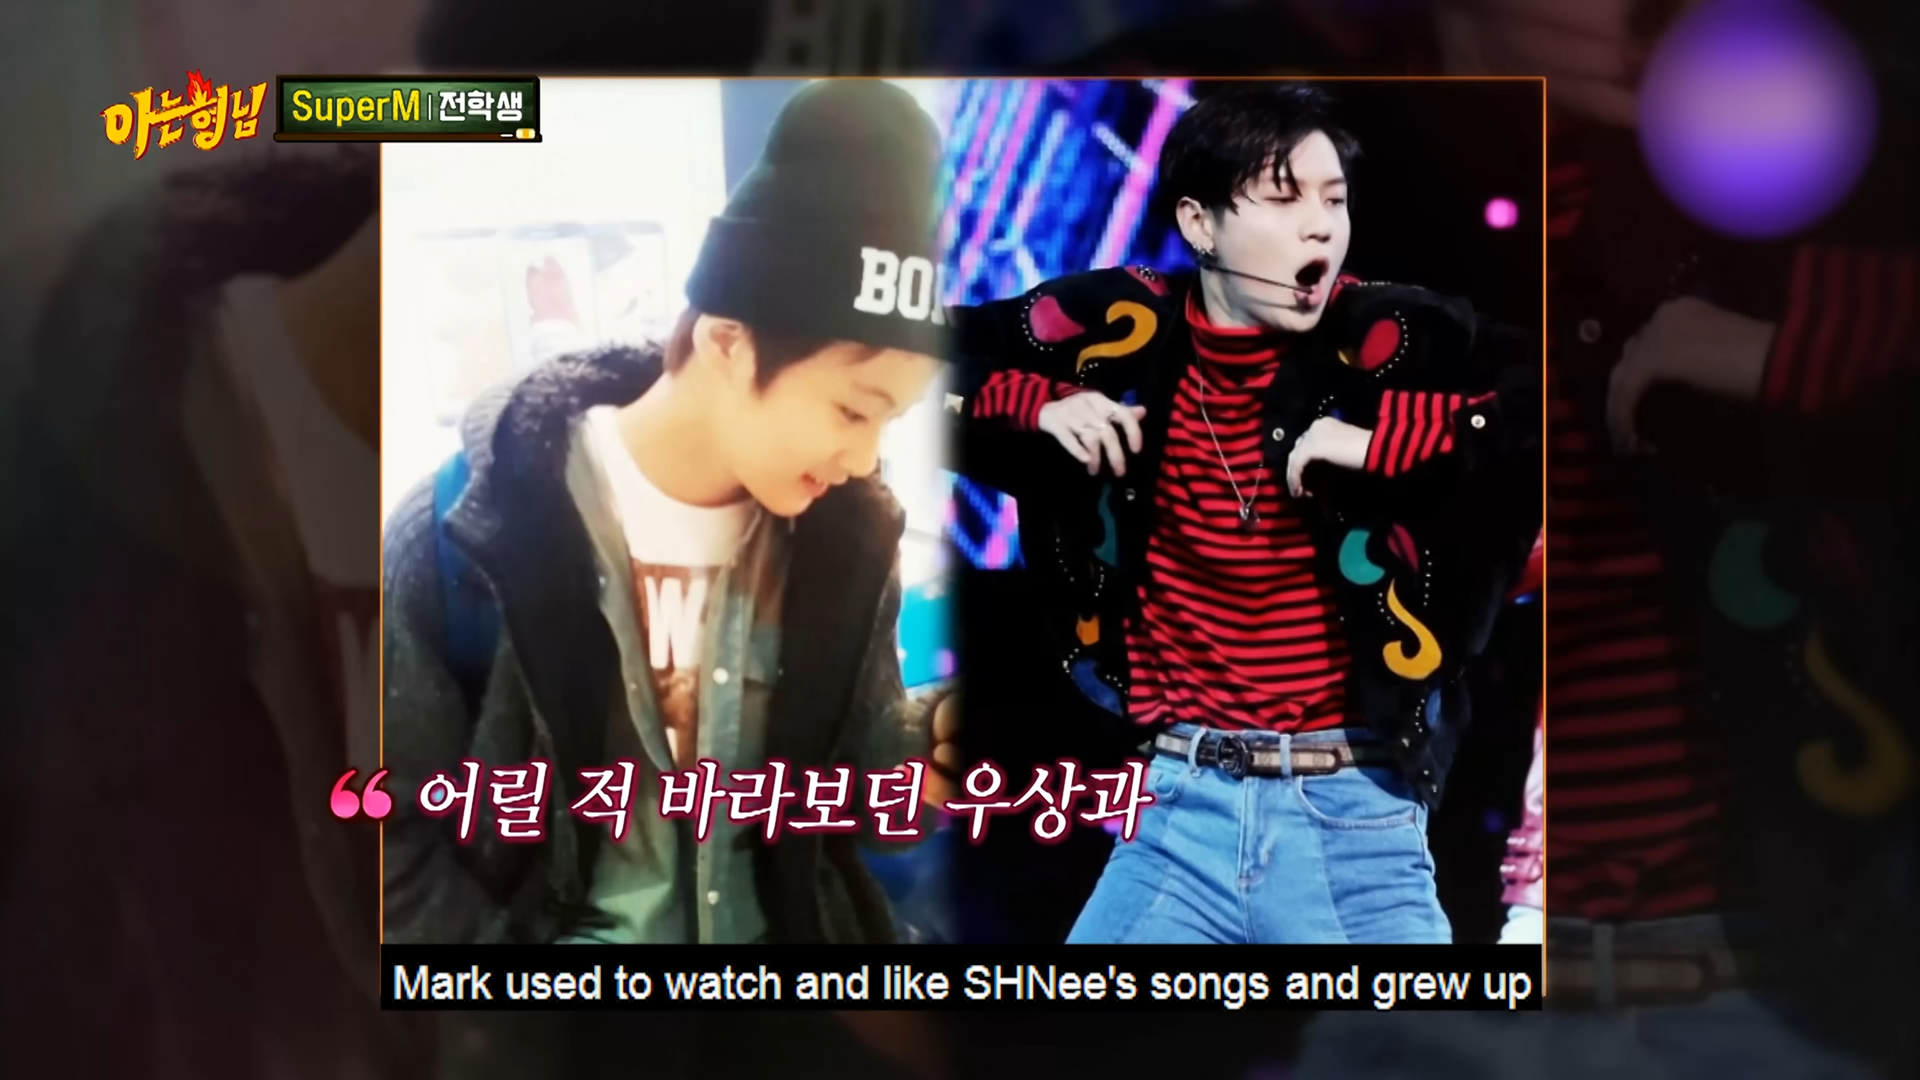 아는형님
SuperM | 전학생
BO
W
“ 어릴 적 바라보던 우상과
Mark used to watch and like SHNee's songs and grew up